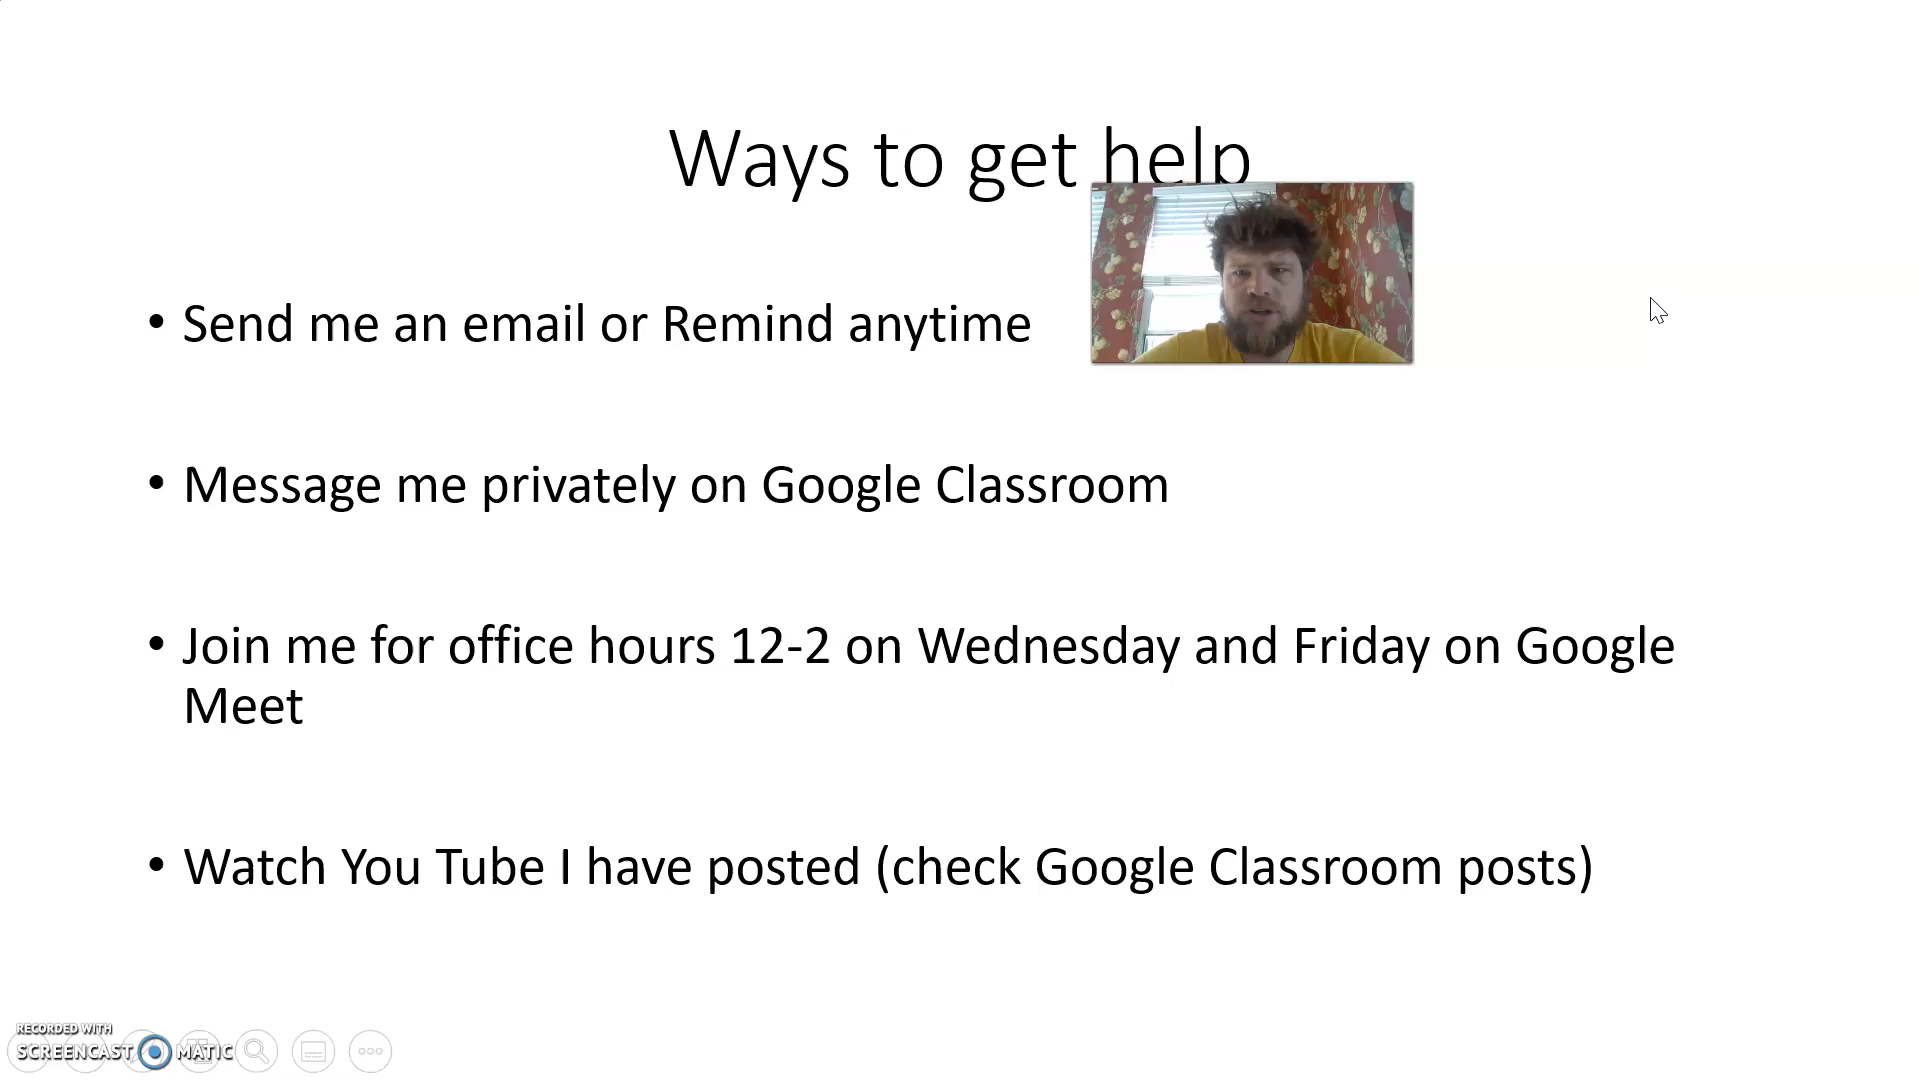 Ways to get help
• Send me an email or Remind anytime
• Message me privately on Google Classroom
• Join me for office hours 12-2 on Wednesday and Friday on Google
Meet
• Watch You Tube I have posted (check Google Classroom posts)
RECORDED WITH
SCREENCAST MATIC